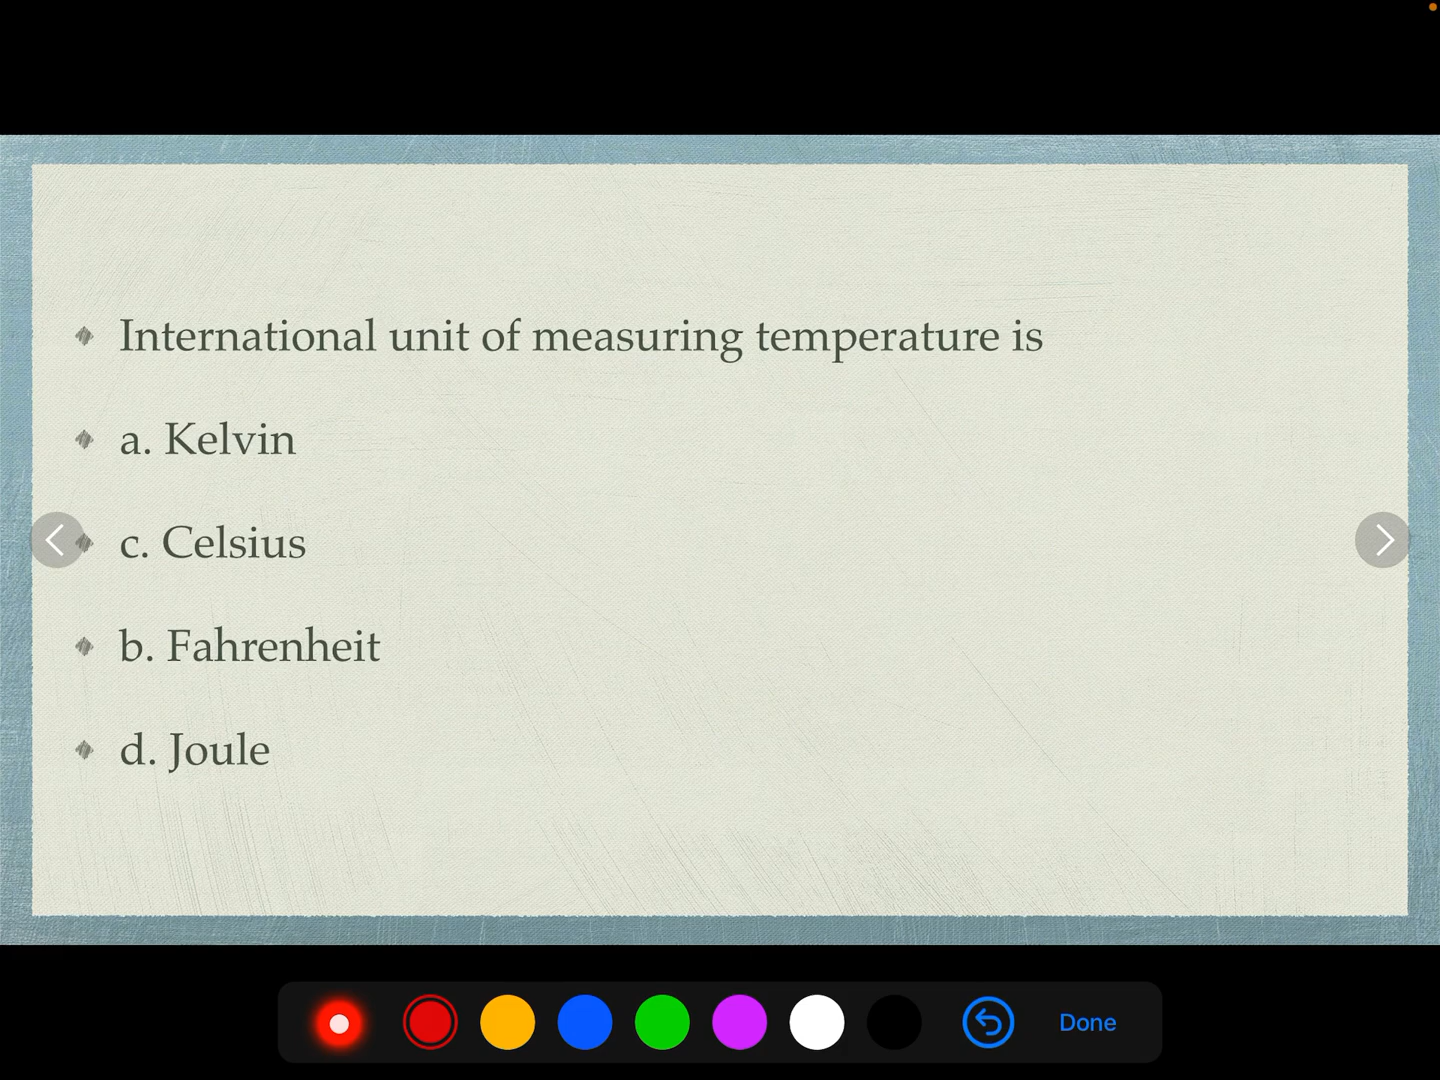 International unit of measuring temperature is
a. Kelvin
c. Celsius
b. Fahrenheit
d. Joule
Done